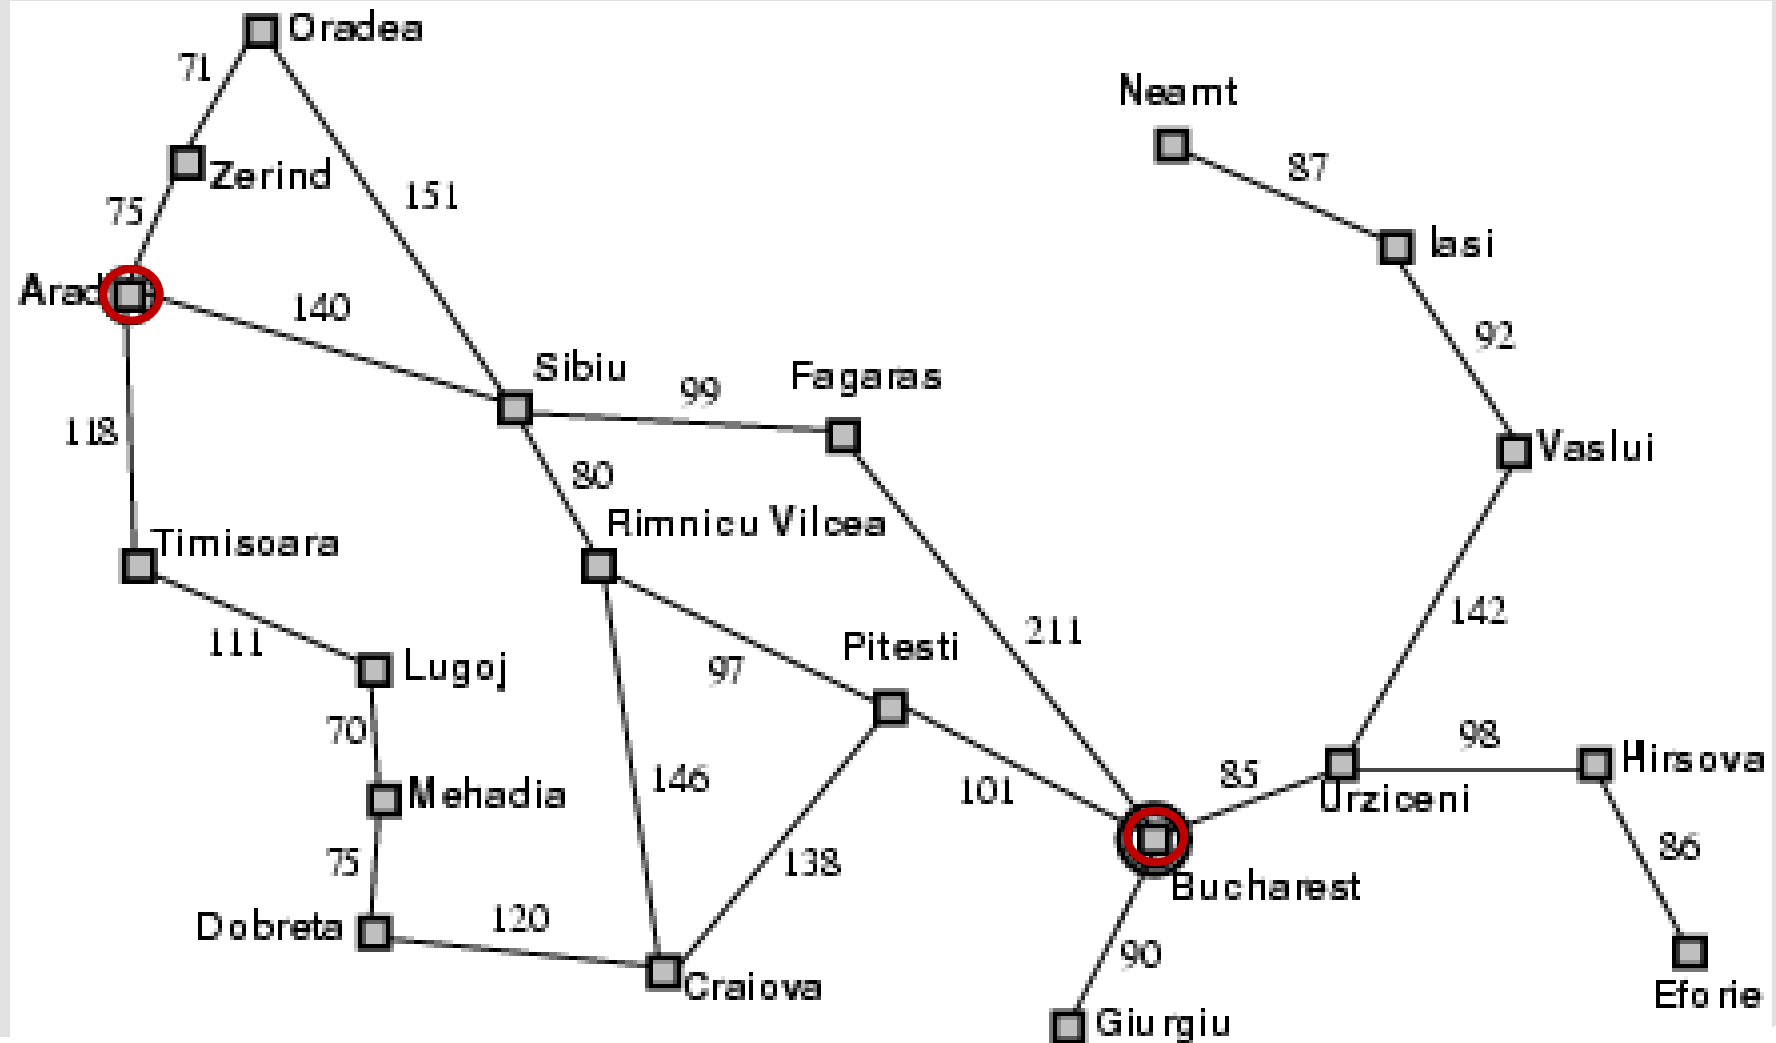 Oradea
71
Neamt
87
Zerind
151
75
Iasi
Arad
140
92
Sibiu
99
Fagaras
118
Vaslui
80
Rimnicu Vilcea
Timisoara
142
211
111
Pitesti
Lugoj
97
70
98
Hirsova
146
85
101
Mehadia
Urziceni
86
75
138
Bucharest
120
Dobreta
90
Craiova
Eforie
Giurgiu